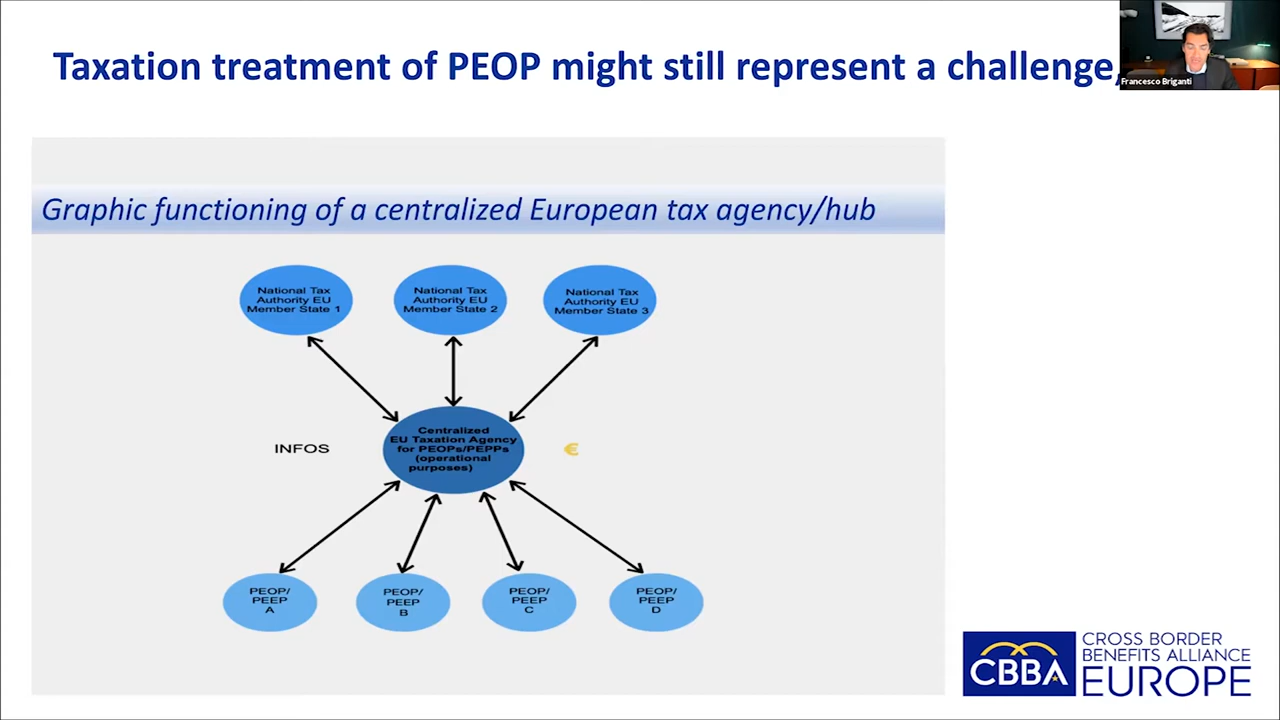 Taxation treatment of PEOP might still represent a challenge,
Francesco Briganti
Graphic functioning of a centralized European tax agency/hub
National Tax
Authority EU
Member State 1
National Tax
Authority EU
Member State 2
National Tax
Authority EU
Member State 3
INFOS
Centralized
EU Taxation Agency
for PEOPs/PEPPs
(operational
purposes)
€
PEOP/
PEEP
A
PEOP/
PEEP
B
PEOP/
PEEP
C
PEOP/
PEEP
D
CBBA
CROSS BORDER
BENEFITS ALLIANCE
EUROPE